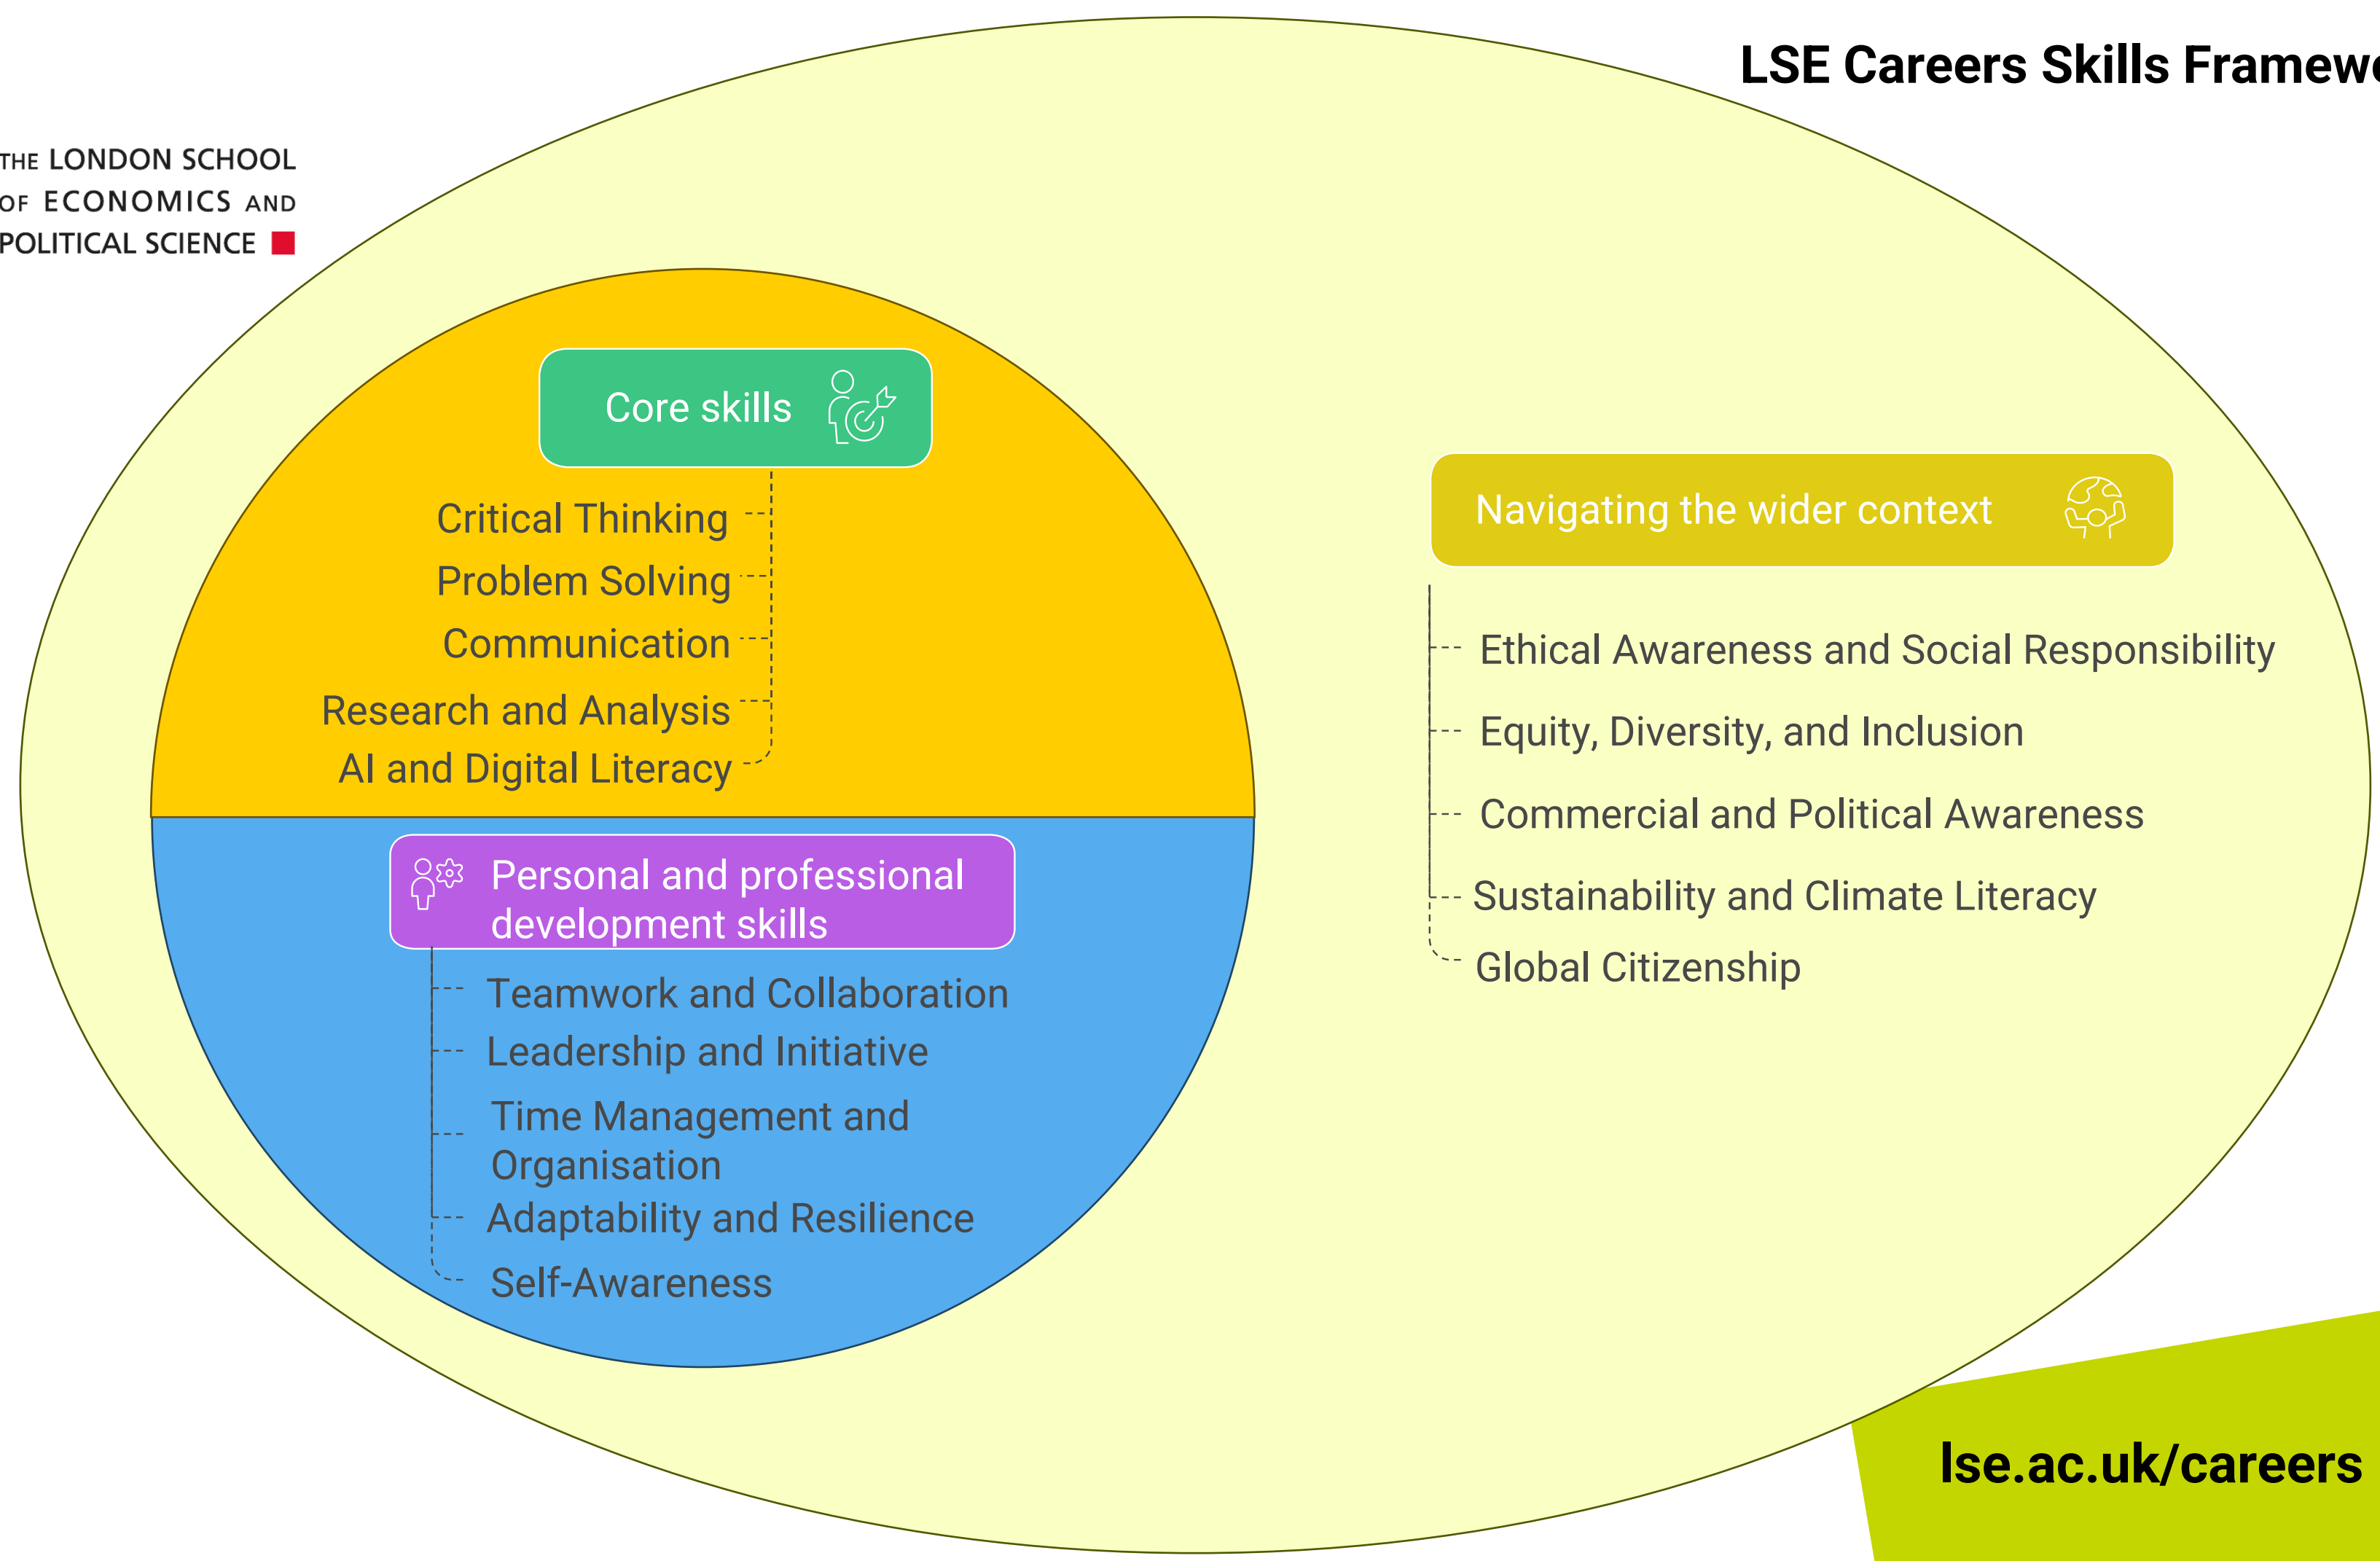 LSE Careers Skills Framewo
THE LONDON SCHOOL
OF ECONOMICS AND
POLITICAL SCIENCE
Core skills
Critical Thinking
Problem Solving
Communication
Research and Analysis
AI and Digital Literacy
Personal and professional
development skills
Teamwork and Collaboration
Leadership and Initiative
Time Management and
Organisation
Adaptability and Resilience
Self-Awareness
Navigating the wider context
Ethical Awareness and Social Responsibility
Equity, Diversity, and Inclusion
Commercial and Political Awareness
Sustainability and Climate Literacy
Global Citizenship
lse.ac.uk/careers